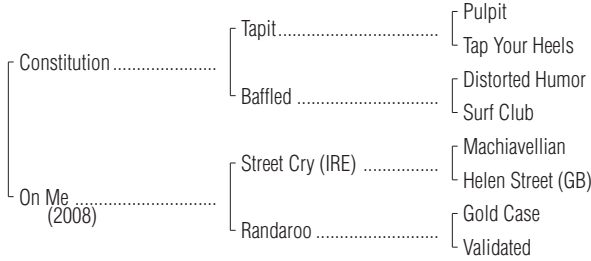 Pulpit
Tapit
Tap Your Heels
Constitution
Distorted Humor
Baffled
Surf Club
Machiavellian
Street Cry (IRE)
Helen Street (GB)
On Me
(2008)
Gold Case
Randaroo
Validated